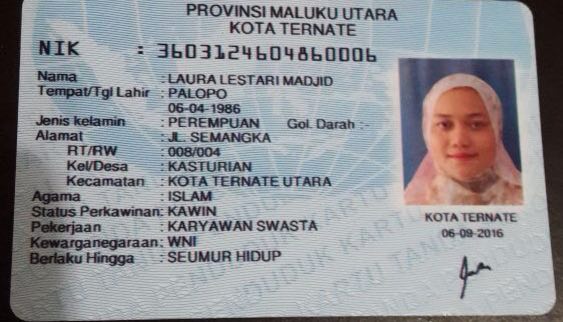 PROVINSI MALUKU UTARA
KOTA TERNATE
NIK : 3603124604860006
Nama : LAURA LESTARI MADJID
Tempat/Tgl Lahir : PALOPO
06-04-1986
Jenis kelamin : PEREMPUAN Gol. Darah :-
Alamat : JL. SEMANGKA
RT/RW : 008/004
Kel/Desa : KASTURIAN
Kecamatan : KOTA TERNATE UTARA
Agama : ISLAM
Status Perkawinan: KAWIN
Pekerjaan : KARYAWAN SWASTA
Kewarganegaraan: WNI
Berlaku Hingga : SEUMUR HIDUP
KOTA TERNATE
06-09-2016